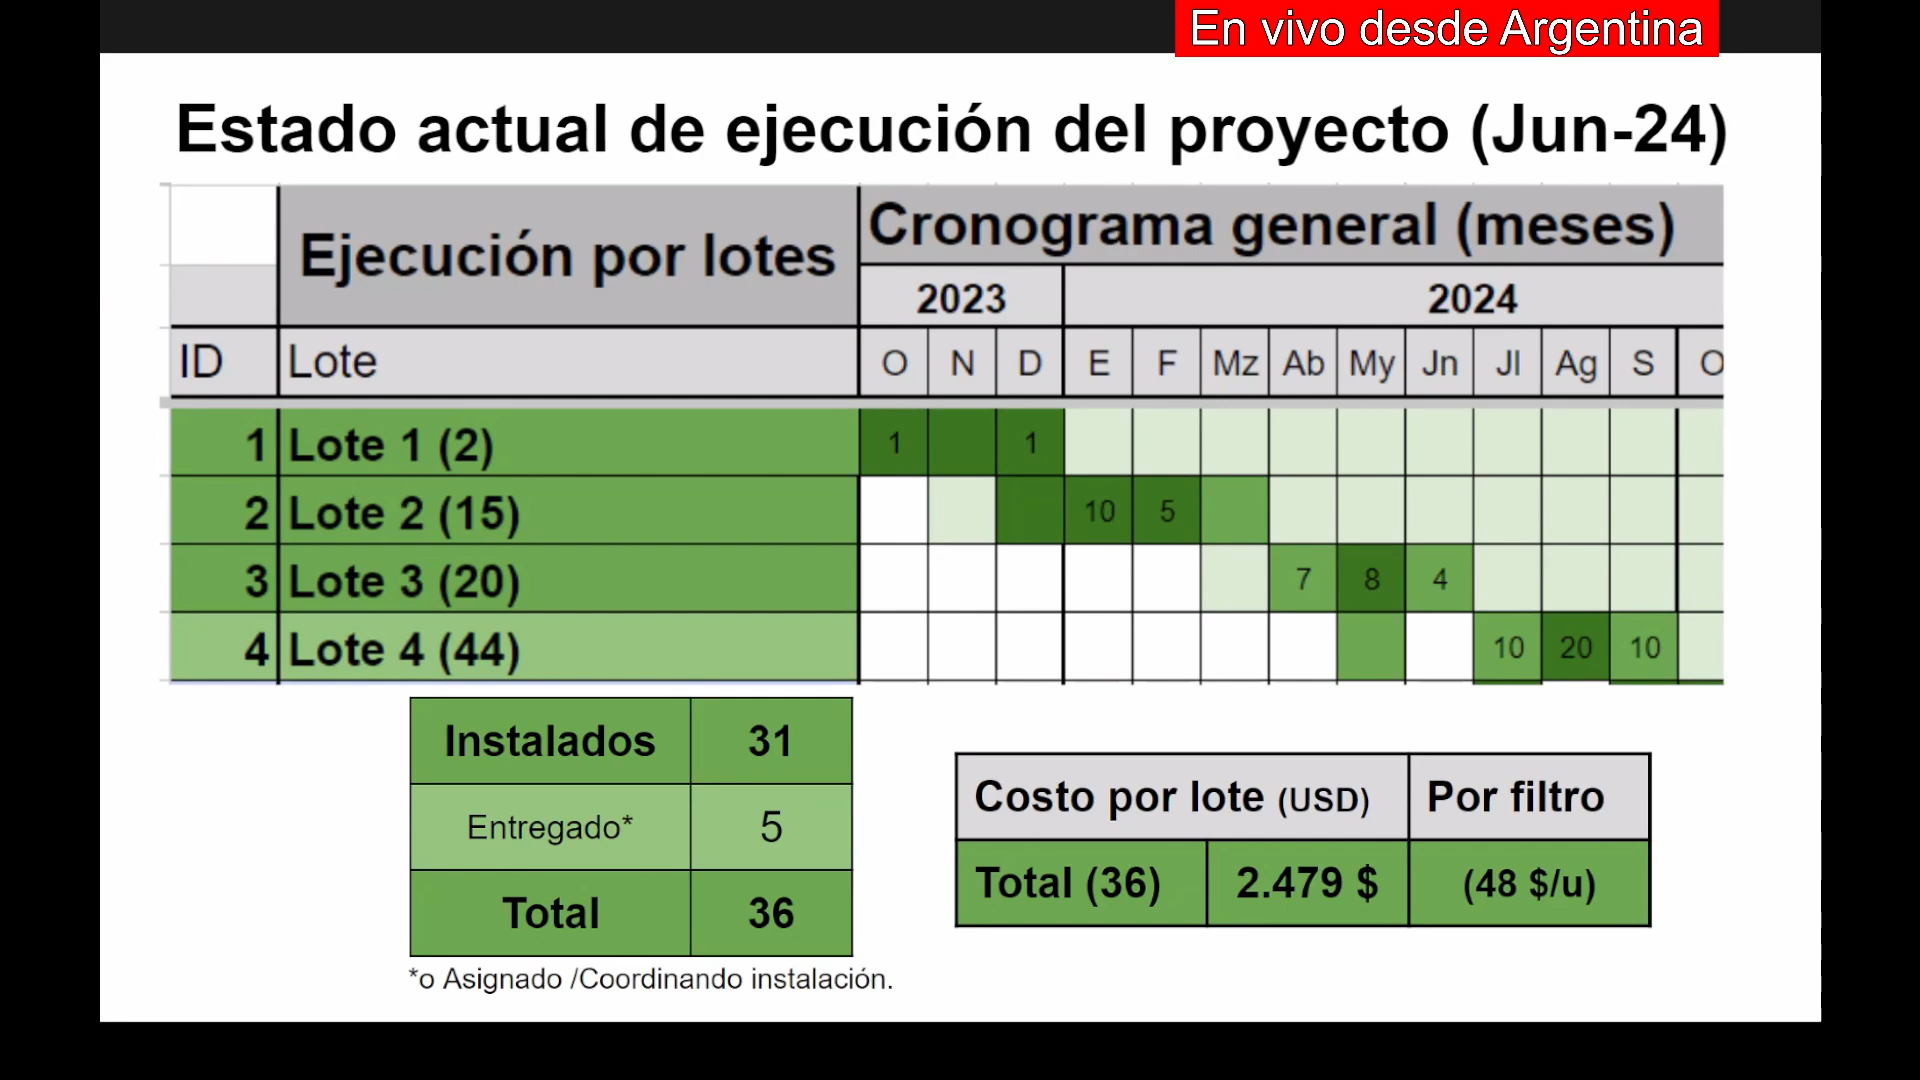 En vivo desde Argentina
Estado actual de ejecución del proyecto (Jun-24)
Ejecución por lotes Cronograma general (meses)
2023 2024
ID Lote O N D E F Mz Ab My Jn Jl Ag S O
1 Lote 1 (2) 1 1
2 Lote 2 (15) 10 5
3 Lote 3 (20) 7 8 4
4 Lote 4 (44) 10 20 10
Instalados 31
Entregado* 5
Total 36
*o Asignado /Coordinando instalación.
Costo por lote (USD) Por filtro
Total (36) 2.479 $ (48 $/u)